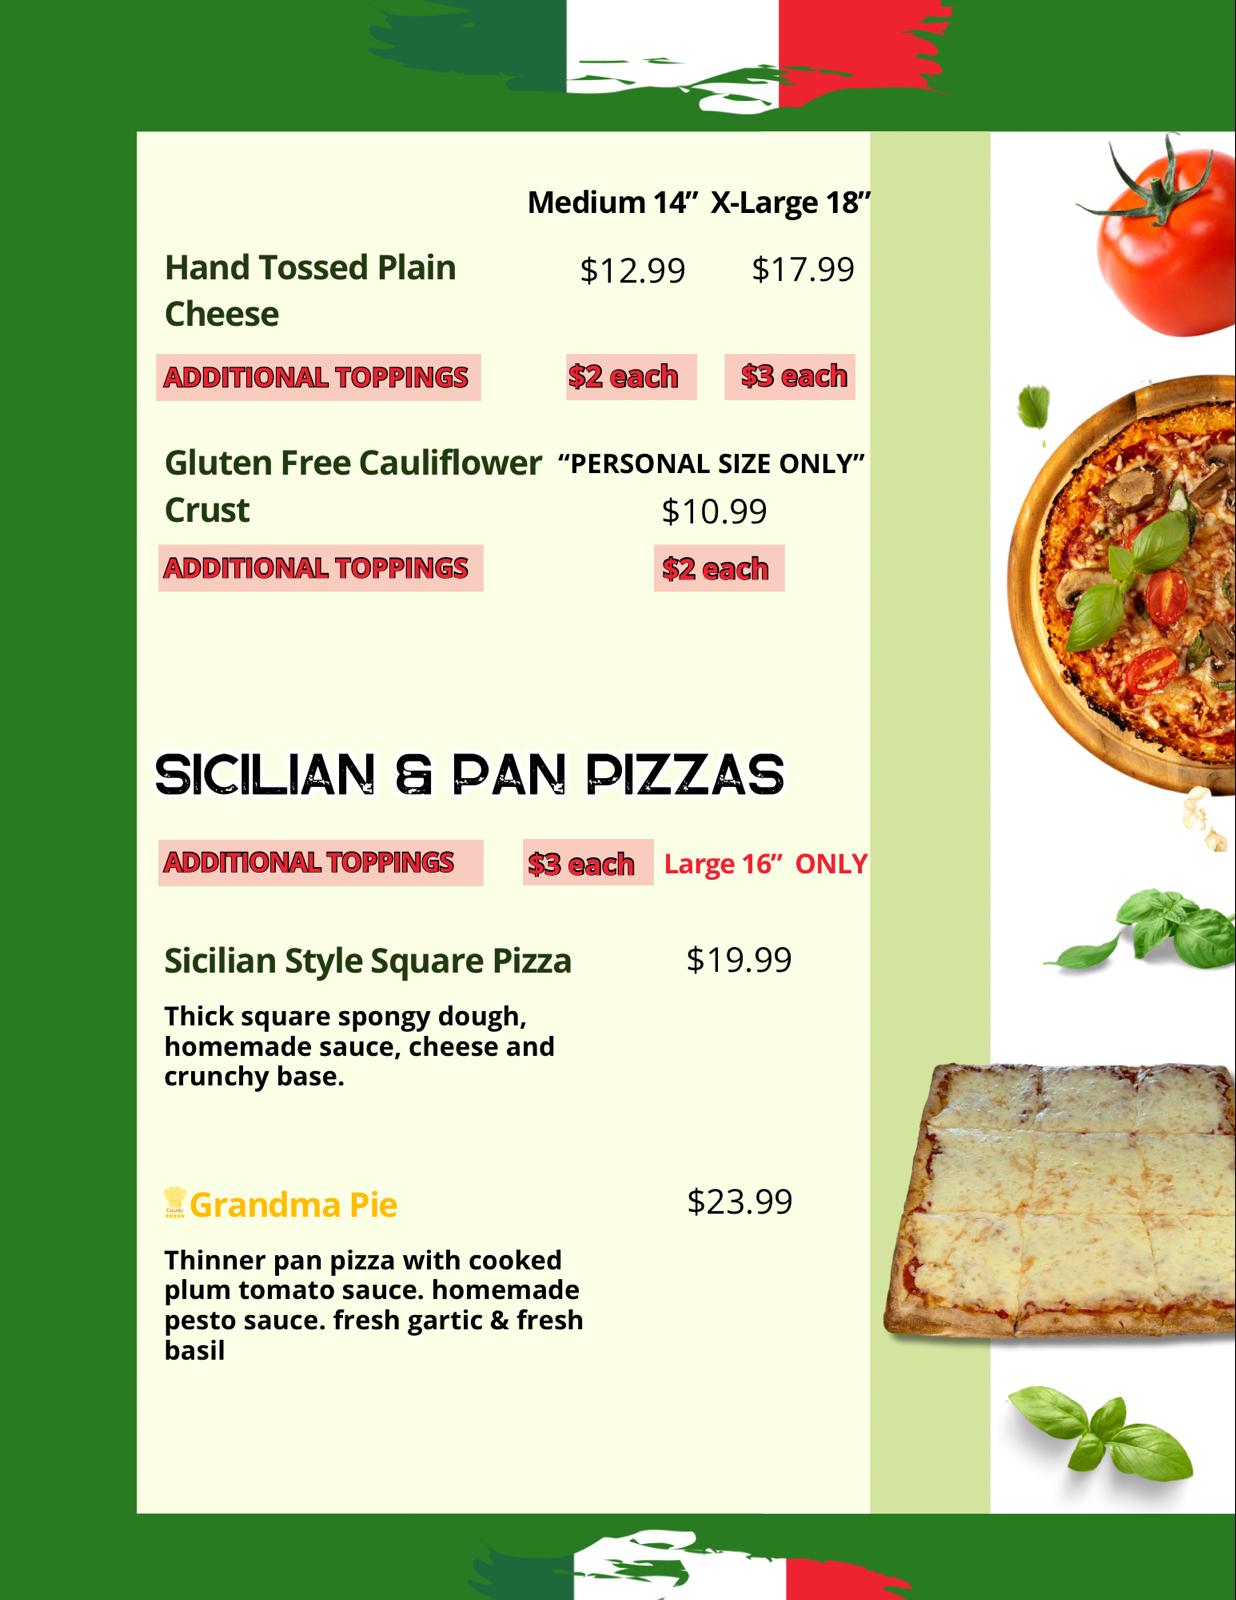 Medium 14” X-Large 18”
Hand Tossed Plain $12.99 $17.99
Cheese
ADDITIONAL TOPPINGS $2 each $3 each
Gluten Free Cauliflower “PERSONAL SIZE ONLY”
Crust $10.99
ADDITIONAL TOPPINGS $2 each
SICILIAN & PAN PIZZAS
ADDITIONAL TOPPINGS $3 each Large 16” ONLY
Sicilian Style Square Pizza $19.99
Thick square spongy dough,
homemade sauce, cheese and
crunchy base.
Grandma Pie $23.99
Thinner pan pizza with cooked
plum tomato sauce. homemade
pesto sauce. fresh gartic & fresh
basil